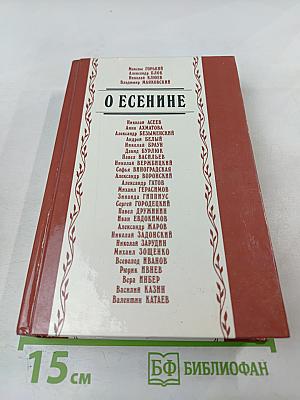 Максим ГОРЬКИЙ
Александр БЛОК
Николай КЛЮЕВ
Владимир МАЯКОВСКИЙ
О ЕСЕНИНЕ
Николай АСЕЕВ
Анна АХМАТОВА
Александр БЕЗЫМЕНСКИЙ
Андрей БЕЛЫЙ
Николай БРАУН
Давид БУРЛЮК
Павел ВАСИЛЬЕВ
Николай ВЕРЖБИЦКИЙ
Софья ВИНОГРАДСКАЯ
Александр ВОРОНСКИЙ
Александр ГАТОВ
Михаил ГЕРАСИМОВ
Зинаида ГИППИУС
Сергей ГОРОДЕЦКИЙ
Павел ДРУЖИНИН
Иван ЕВДОКИМОВ
Александр ЖАРОВ
Николай ЗАДОНСКИЙ
Николай ЗАРУДИН
Михаил ЗОЩЕНКО
Всеволод ИВАНОВ
Рюрик ИВНЕВ
Вера ИНБЕР
Василий КАЗИН
Валентин КАТАЕВ
15 см
БФ БИБЛИОФАН